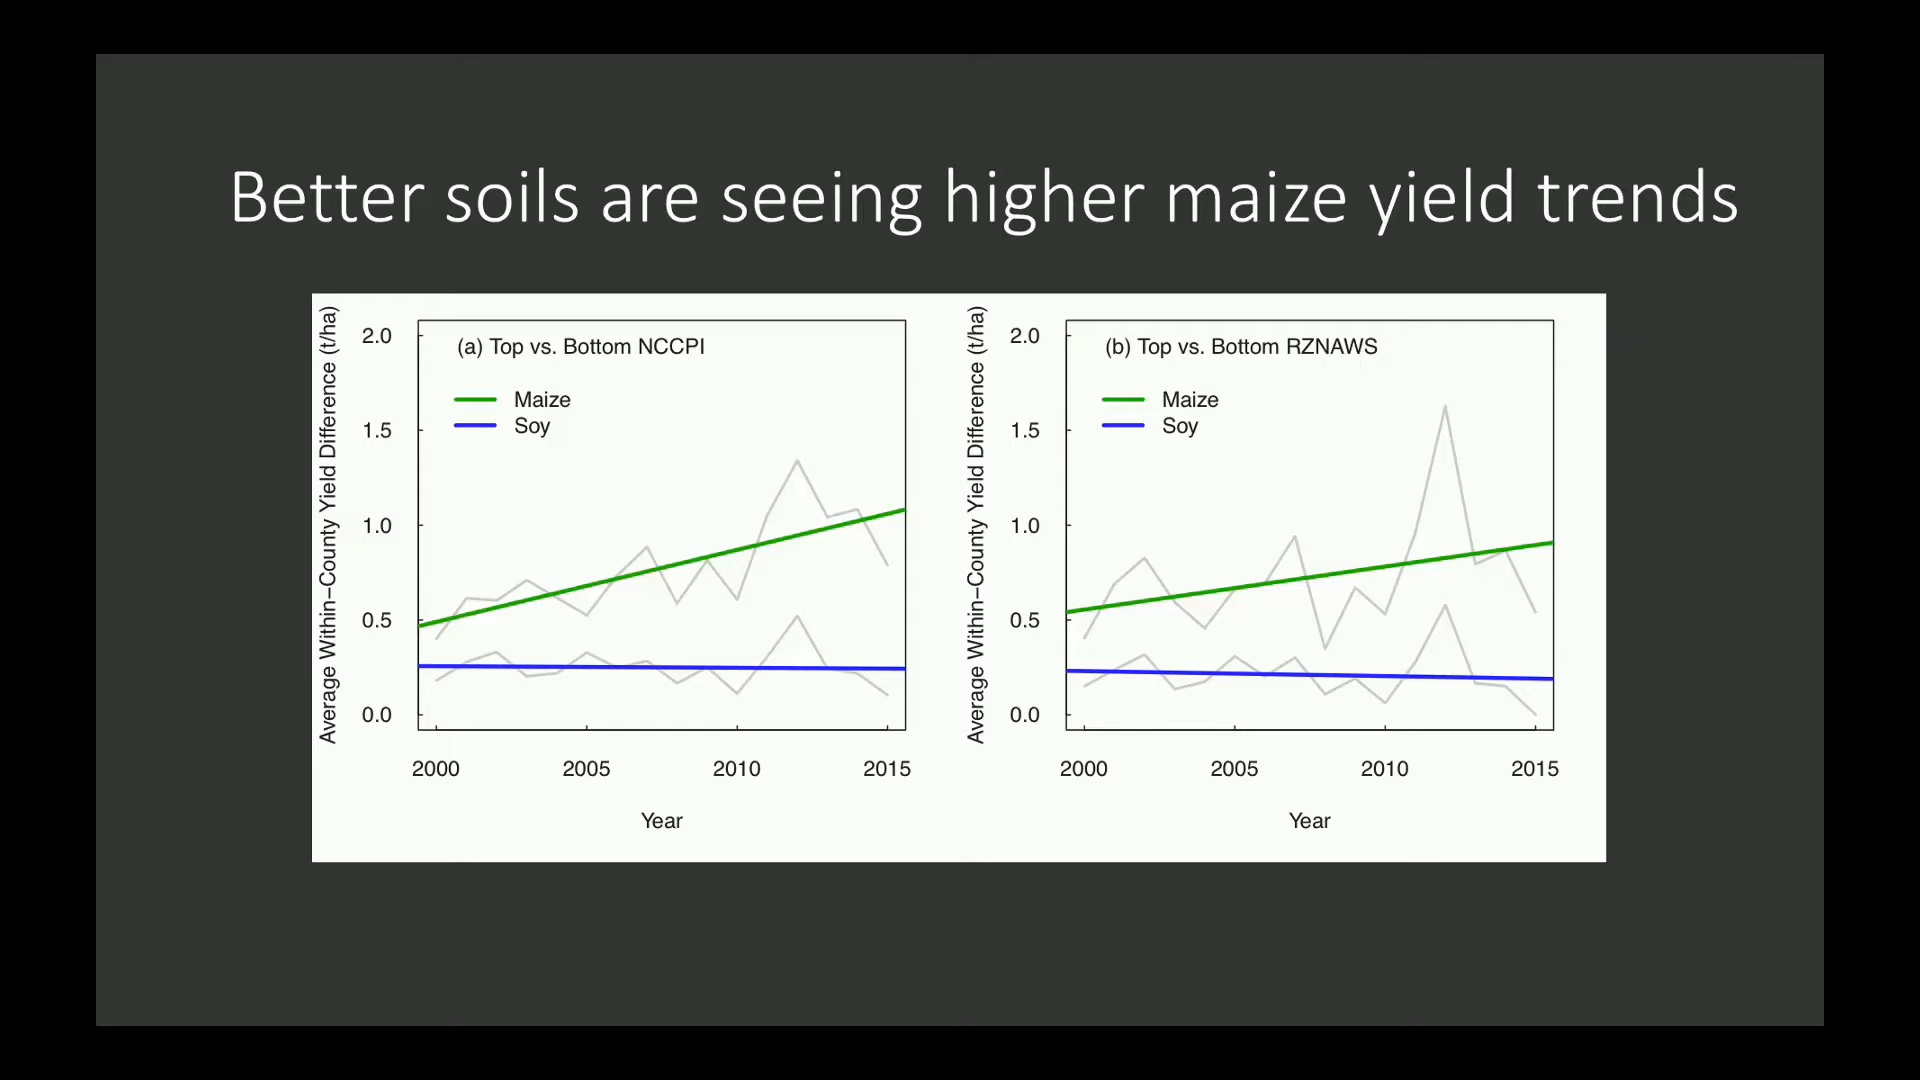 Better soils are seeing higher maize yield trends
Average Within−County Yield Difference (t/ha)
2.0
1.5
1.0
0.5
0.0
(a) Top vs. Bottom NCCPI
Maize
Soy
2000 2005 2010 2015
Year
Average Within−County Yield Difference (t/ha)
2.0
1.5
1.0
0.5
0.0
(b) Top vs. Bottom RZNAWS
Maize
Soy
2000 2005 2010 2015
Year